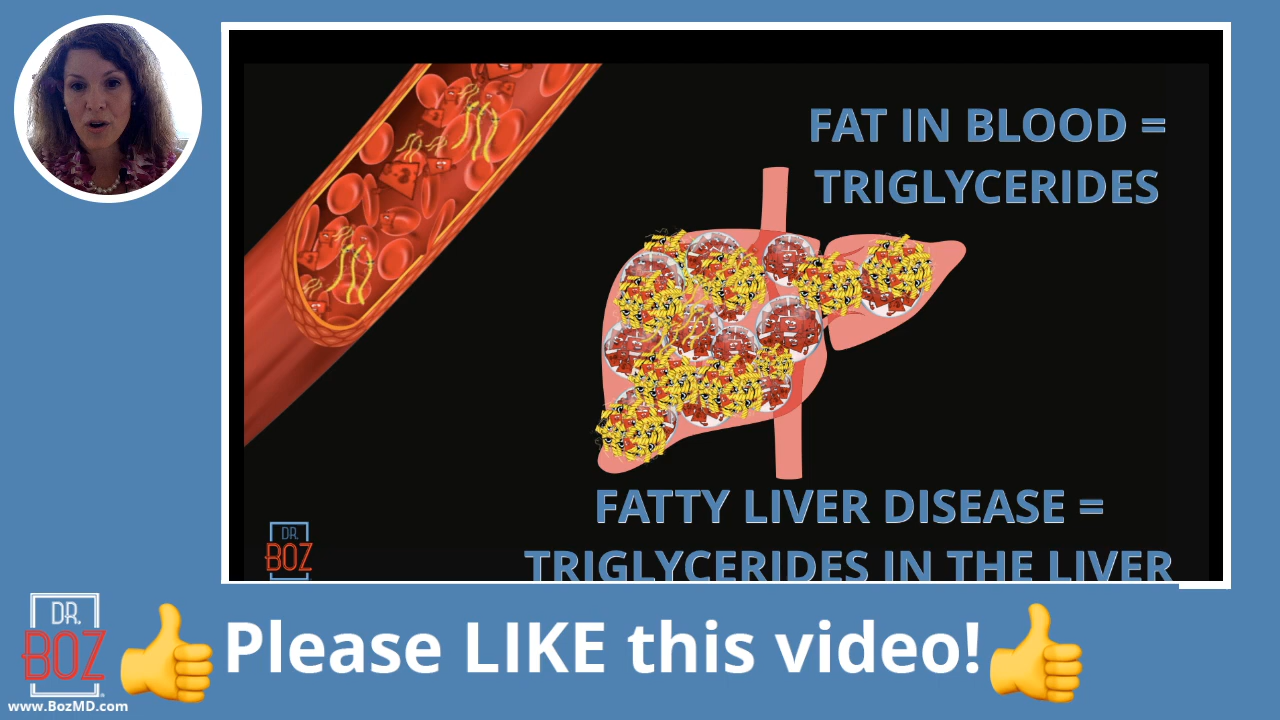 FAT IN BLOOD =
TRIGLYCERIDES
FATTY LIVER DISEASE =
TRIGLYCERIDES IN THE LIVER
DR.
BOZ
DR.
BOZ
Please LIKE this video!
www.BozMD.com